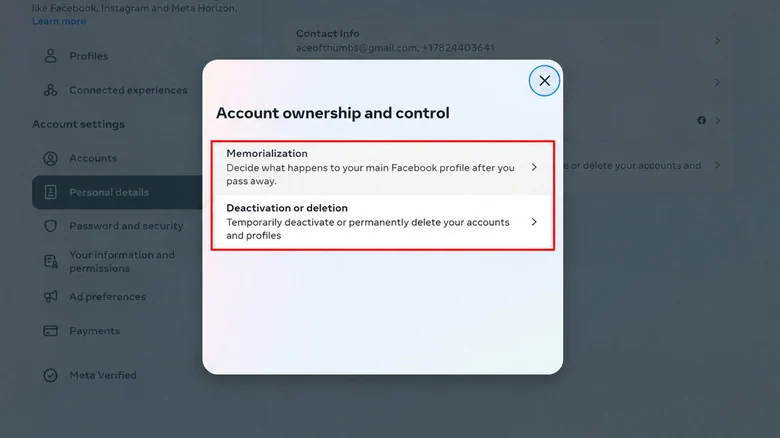 like Facebook, Instagram and Meta Horizon.
Learn more
Profiles
Connected experiences
Account settings
Accounts
Personal details
Password and security
Your information and
permissions
Ad preferences
Payments
Meta Verified
Contact Info
aceofthumbs@gmail.com, +17824403641
e or delete your accounts and
Account ownership and control
Memorialization
Decide what happens to your main Facebook profile after you
pass away.
Deactivation or deletion
Temporarily deactivate or permanently delete your accounts
and profiles